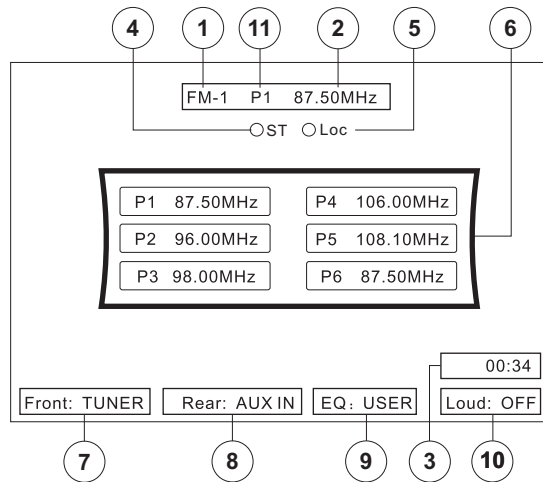 4 1 11 2 5 6
FM-1 P1 87.50MHz
ST Loc
P1 87.50MHz P4 106.00MHz
P2 96.00MHz P5 108.10MHz
P3 98.00MHz P6 87.50MHz
00:34
Front: TUNER Rear: AUX IN EQ: USER Loud: OFF
7 8 9 3 10